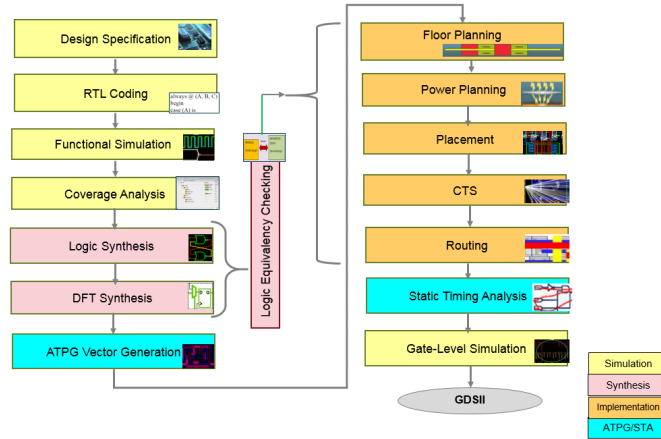 Design Specification
RTL Coding
always @ (A, B, C)
begin
case (A) is
Functional Simulation
Coverage Analysis
Logic Synthesis
DFT Synthesis
ATPG Vector Generation
Logic Equivalency Checking
Floor Planning
Power Planning
Placement
CTS
Routing
Static Timing Analysis
Gate-Level Simulation
GDSII
Simulation
Synthesis
Implementation
ATPG/STA